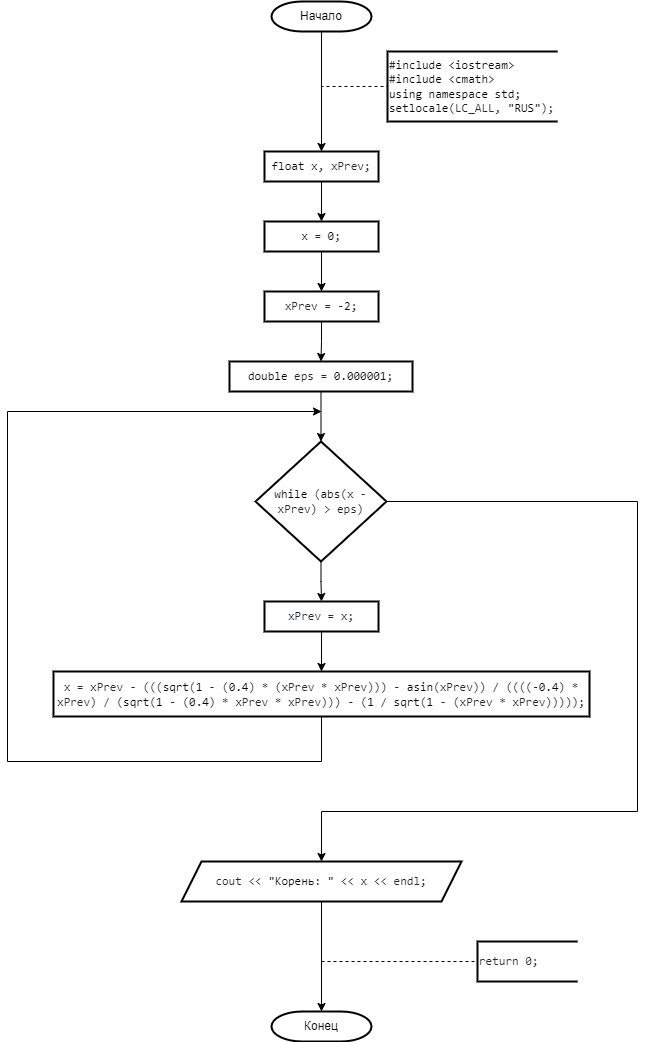 Начало
#include <iostream>
#include <cmath>
using namespace std;
setlocale(LC_ALL, "RUS");
float x, xPrev;
x = 0;
xPrev = -2;
double eps = 0.000001;
while (abs(x -
xPrev) > eps)
xPrev = x;
x = xPrev - (((sqrt(1 - (0.4) * (xPrev * xPrev))) - asin(xPrev)) / ((((-0.4) *
xPrev) / (sqrt(1 - (0.4) * xPrev * xPrev))) - (1 / sqrt(1 - (xPrev * xPrev)))));
cout << "Корень: " << x << endl;
return 0;
Конец